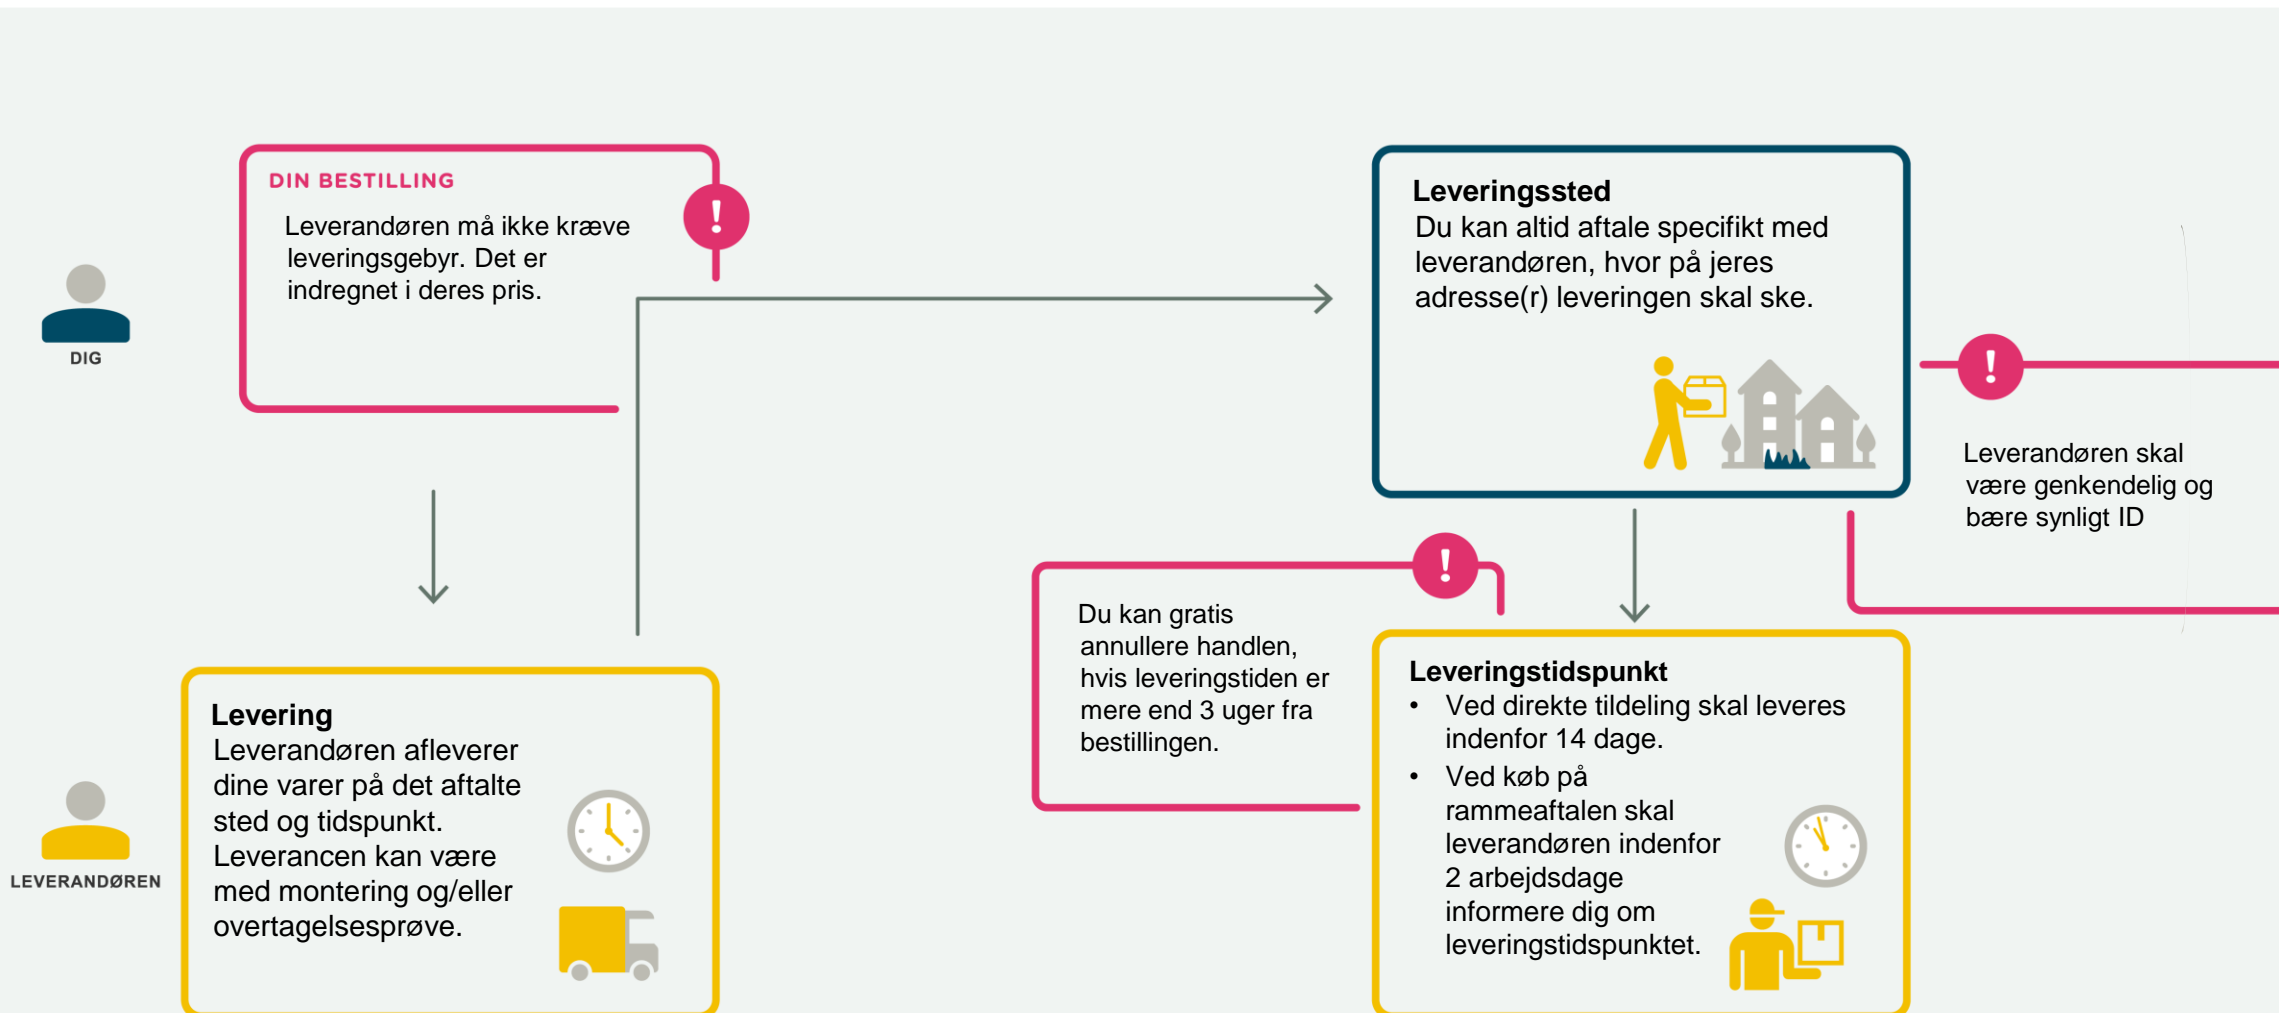 DIN BESTILLING
Leverandøren må ikke kræve
leveringsgebyr. Det er
indregnet i deres pris.
!
DIG
Leveringssted
Du kan altid aftale specifikt med
leverandøren, hvor på jeres
adresse(r) leveringen skal ske.
!
Leverandøren skal
være genkendelig og
bære synligt ID
!
Du kan gratis
annullere handlen,
hvis leveringstiden er
mere end 3 uger fra
bestillingen.
Levering
Leverandøren afleverer
dine varer på det aftalte
sted og tidspunkt.
Leverancen kan være
med montering og/eller
overtagelsesprøve.
LEVERANDØREN
Leveringstidspunkt
• Ved direkte tildeling skal leveres
indenfor 14 dage.
• Ved køb på
rammeaftalen skal
leverandøren indenfor
2 arbejdsdage
informere dig om
leveringstidspunktet.